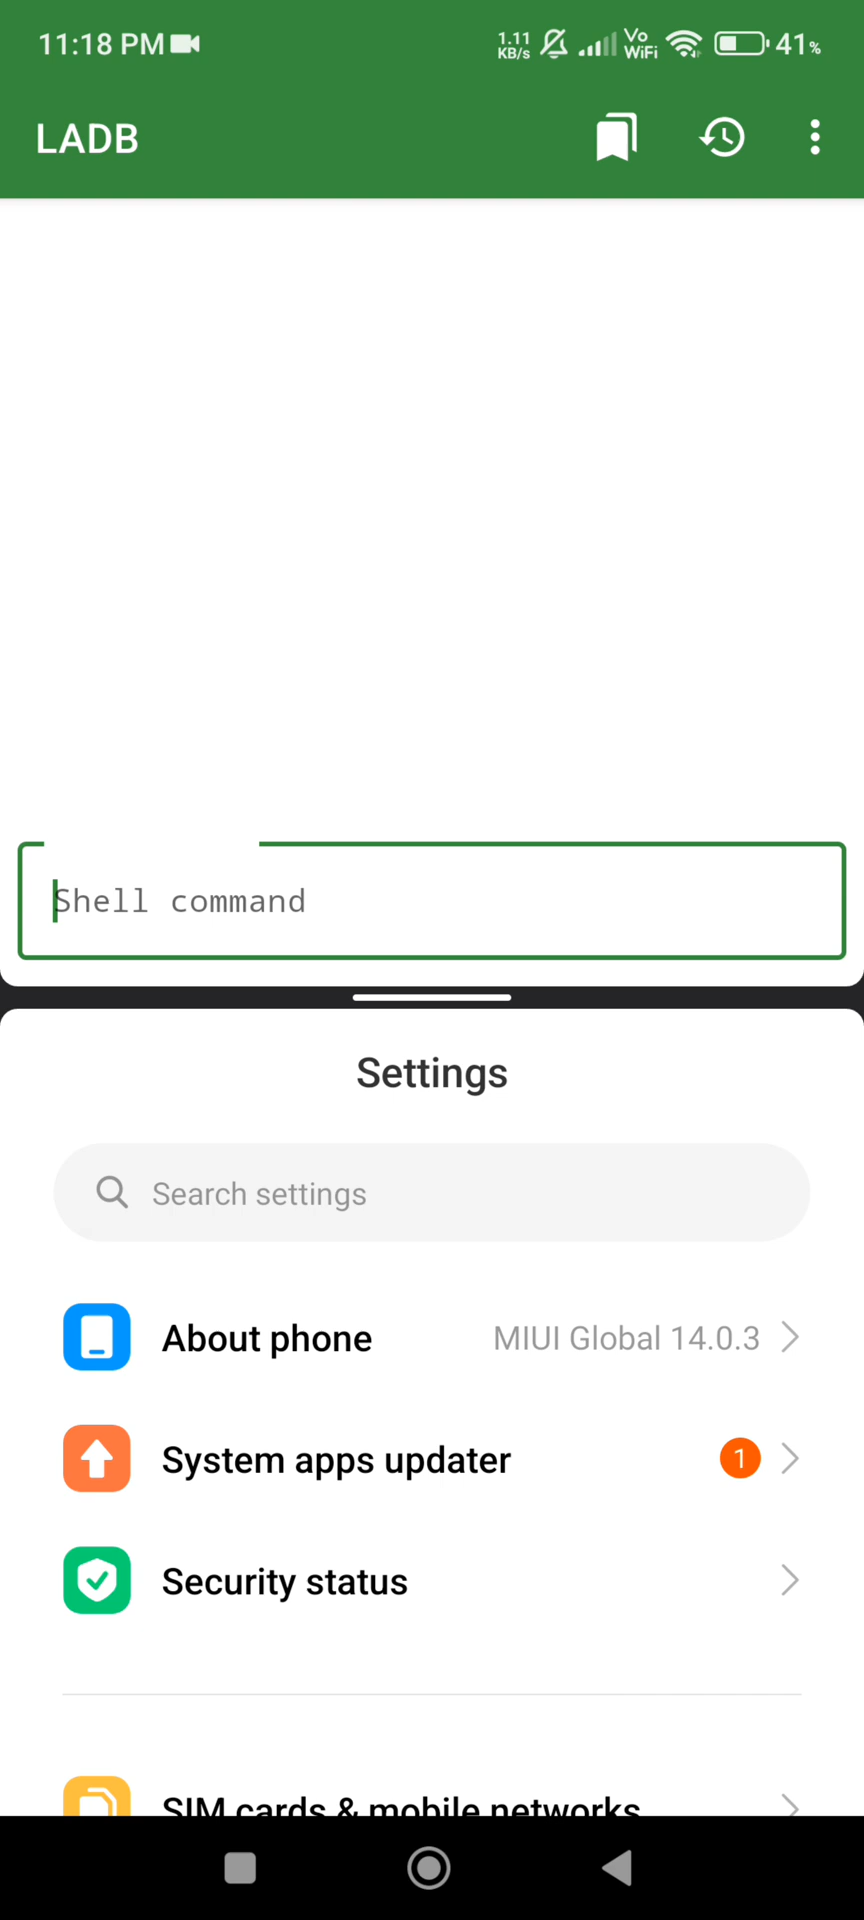 11:18 PM 1.11 KB/s Vo WiFi 41%
LADB
Shell command
Settings
Search settings
About phone MIUI Global 14.0.3
System apps updater 1
Security status
SIM cards & mobile networks